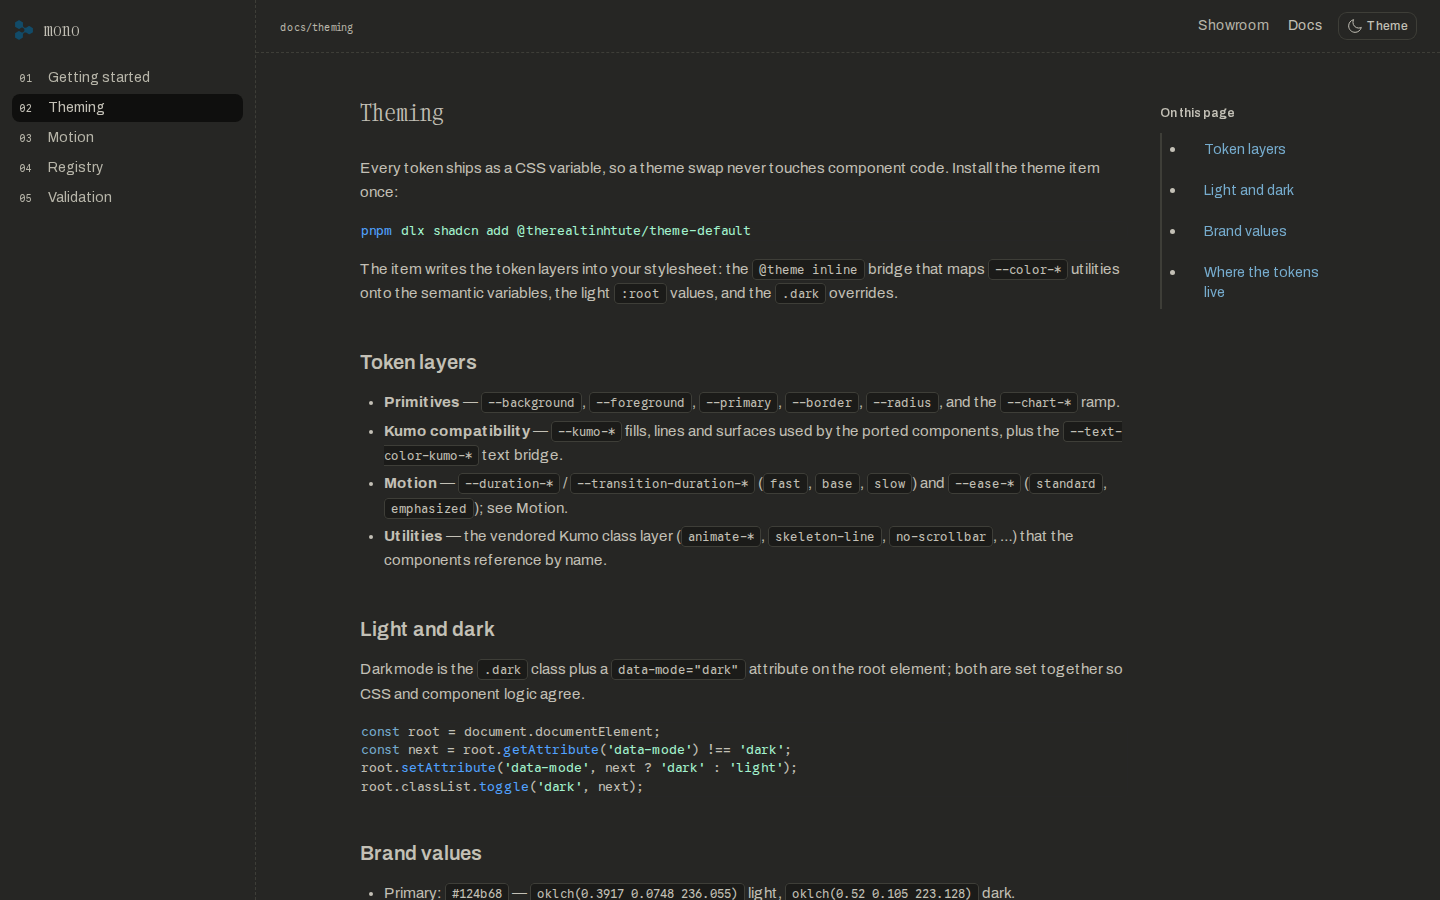 mono
docs/theming
Showroom
Docs
Theme
01 Getting started
02 Theming
03 Motion
04 Registry
05 Validation
Theming
Every token ships as a CSS variable, so a theme swap never touches component code. Install the theme item
once:
pnpm dlx shadcn add @therealtinhtute/theme-default
The item writes the token layers into your stylesheet: the @theme inline bridge that maps --color-* utilities
onto the semantic variables, the light :root values, and the .dark overrides.
Token layers
• Primitives — --background, --foreground, --primary, --border, --radius, and the --chart-* ramp.
• Kumo compatibility — --kumo-* fills, lines and surfaces used by the ported components, plus the --text-
color-kumo-* text bridge.
• Motion — --duration-* / --transition-duration-* (fast, base, slow) and --ease-* (standard,
emphasized); see Motion.
• Utilities — the vendored Kumo class layer (animate-*, skeleton-line, no-scrollbar, …) that the
components reference by name.
Light and dark
Dark mode is the .dark class plus a data-mode="dark" attribute on the root element; both are set together so
CSS and component logic agree.
const root = document.documentElement;
const next = root.getAttribute('data-mode') !== 'dark';
root.setAttribute('data-mode', next ? 'dark' : 'light');
root.classList.toggle('dark', next);
Brand values
• Primary: #124b68 — oklch(0.3917 0.0748 236.055) light, oklch(0.52 0.105 223.128) dark.
On this page
• Token layers
• Light and dark
• Brand values
• Where the tokens
live